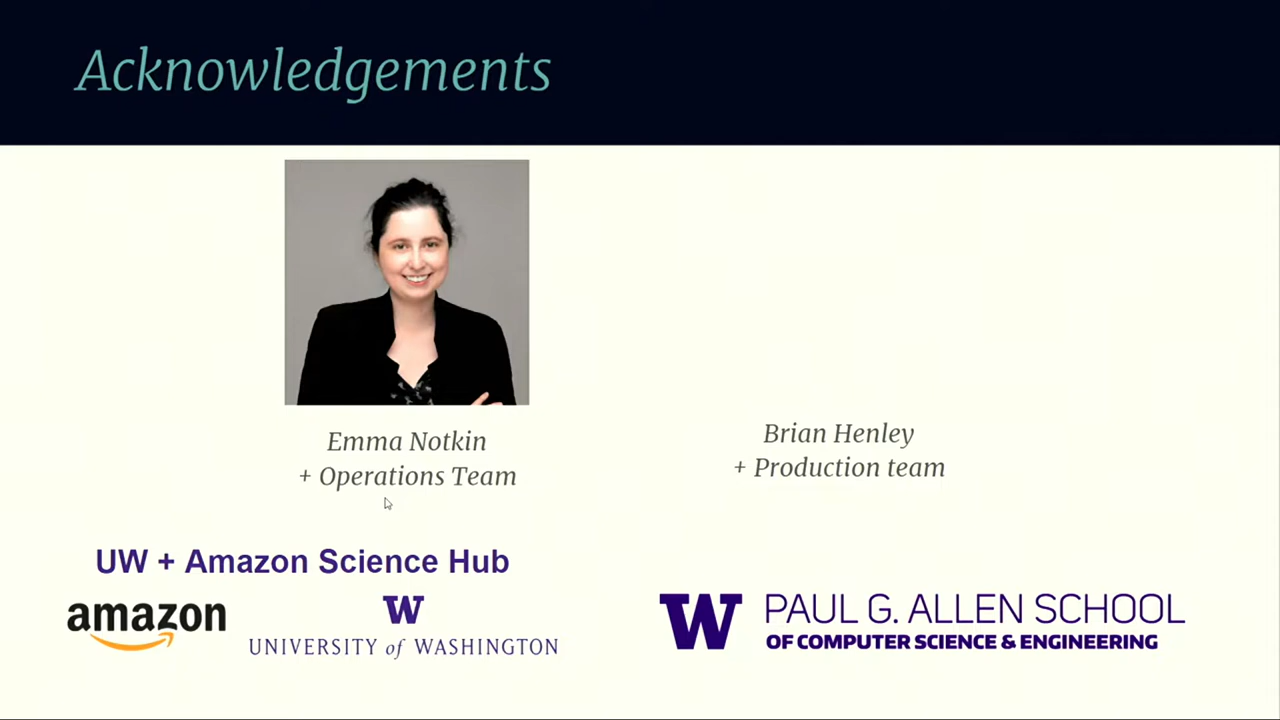 Acknowledgements
Emma Notkin
+ Operations Team
Brian Henley
+ Production team
UW + Amazon Science Hub
amazon
W
UNIVERSITY of WASHINGTON
W PAUL G. ALLEN SCHOOL
OF COMPUTER SCIENCE & ENGINEERING